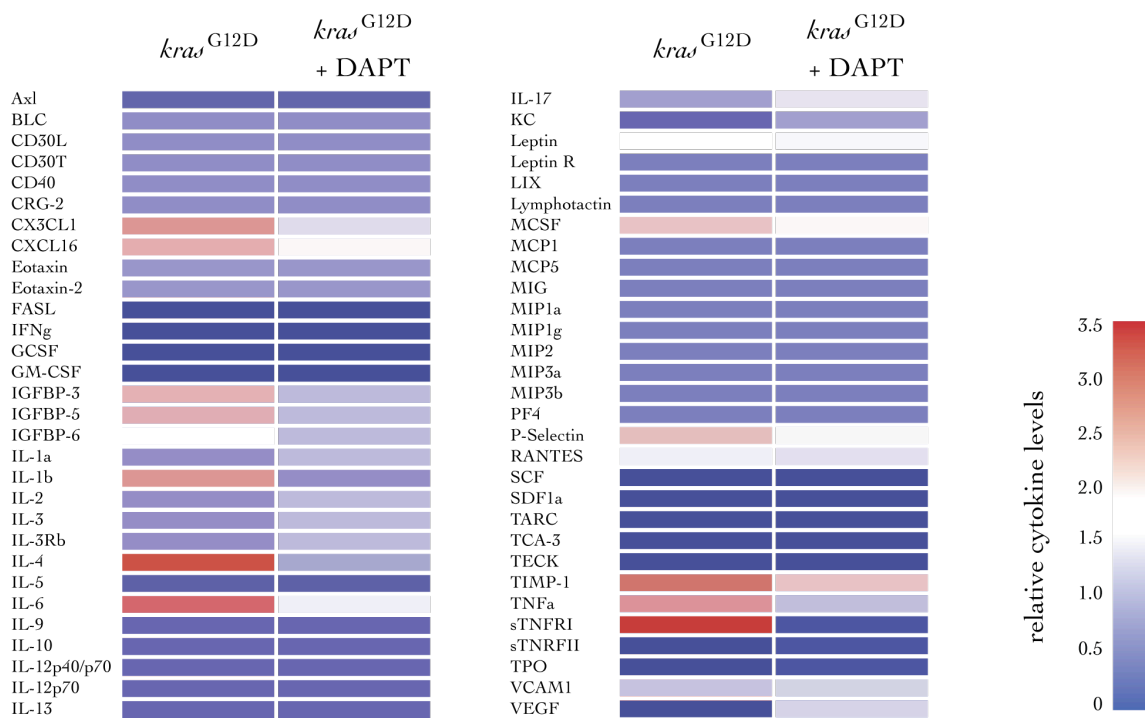 kras G12D
kras G12D + DAPT
Axl
BLC
CD30L
CD30T
CD40
CRG-2
CX3CL1
CXCL16
Eotaxin
Eotaxin-2
FASL
IFNg
GCSF
GM-CSF
IGFBP-3
IGFBP-5
IGFBP-6
IL-1a
IL-1b
IL-2
IL-3
IL-3Rb
IL-4
IL-5
IL-6
IL-9
IL-10
IL-12p40/p70
IL-12p70
IL-13
kras G12D
kras G12D + DAPT
IL-17
KC
Leptin
Leptin R
LIX
Lymphotactin
MCSF
MCP1
MCP5
MIG
MIP1a
MIP1g
MIP2
MIP3a
MIP3b
PF4
P-Selectin
RANTES
SCF
SDF1a
TARC
TCA-3
TECK
TIMP-1
TNFa
sTNFRI
sTNRFII
TPO
VCAM1
VEGF
relative cytokine levels
3.5
3.0
2.5
2.0
1.5
1.0
0.5
0